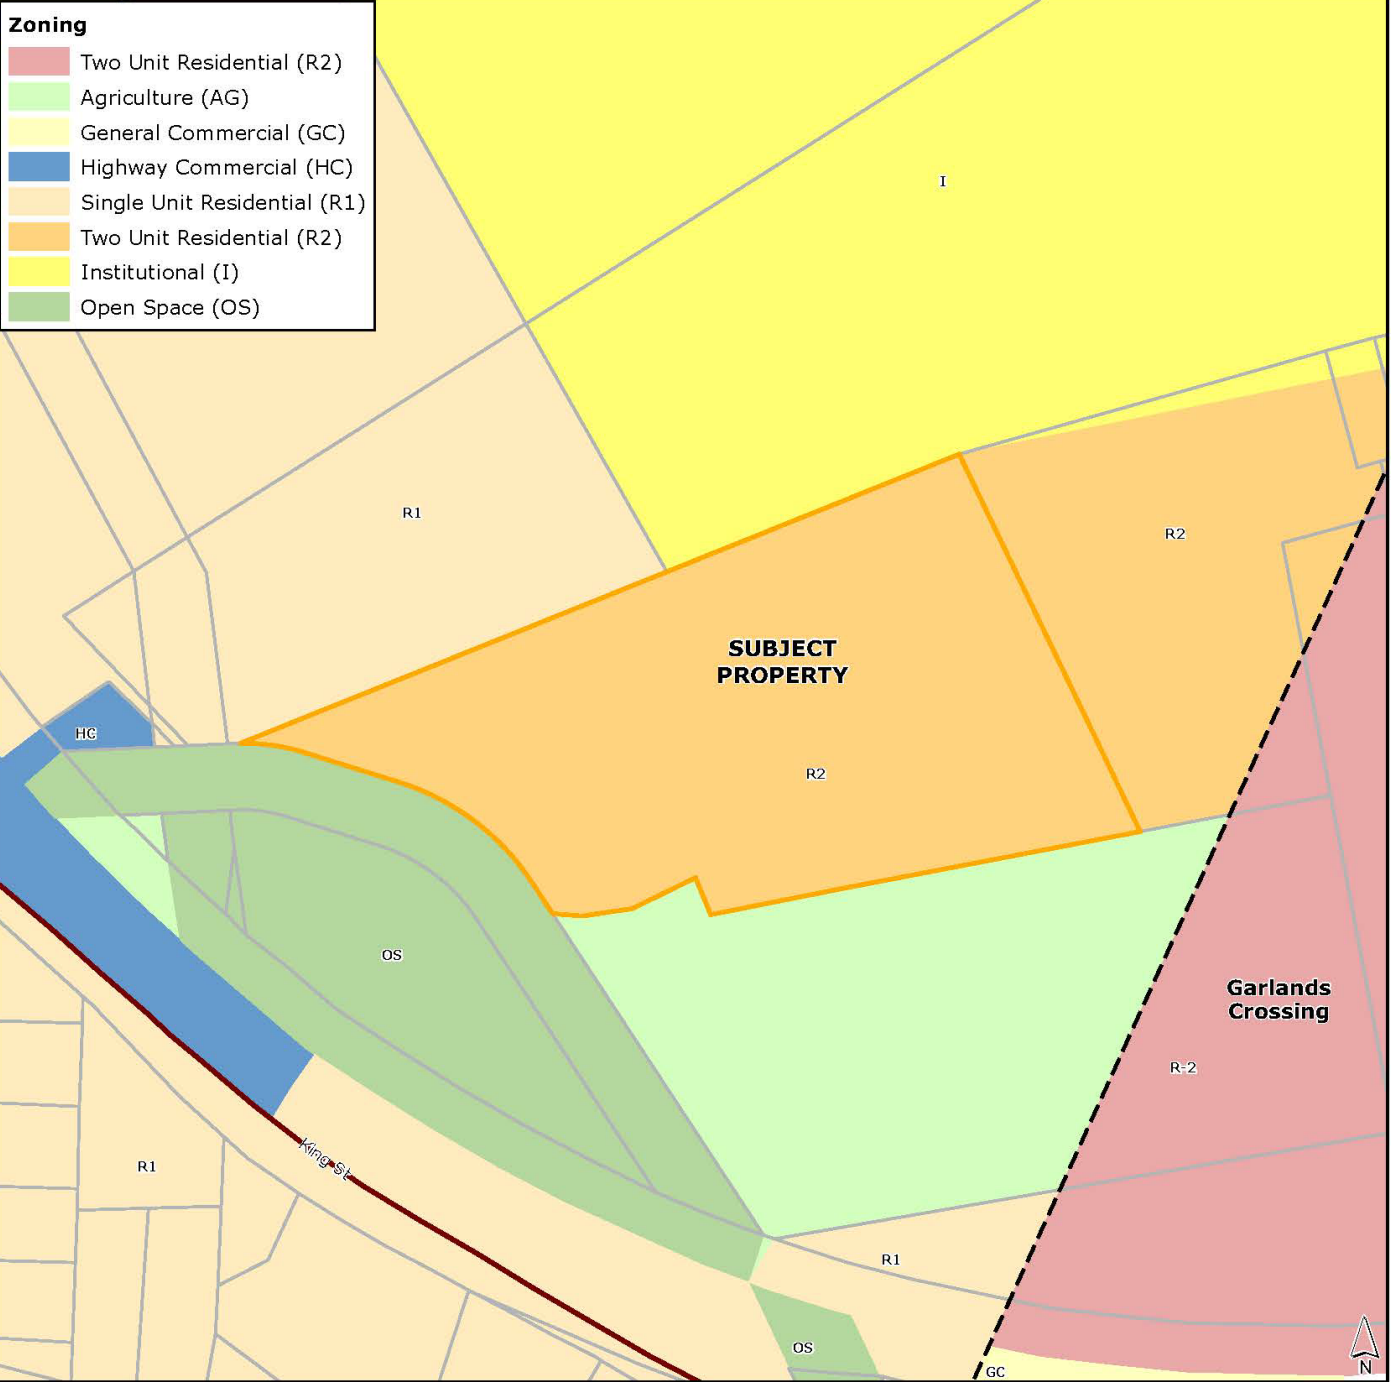 Zoning
Two Unit Residential (R2)
Agriculture (AG)
General Commercial (GC)
Highway Commercial (HC)
Single Unit Residential (R1)
Two Unit Residential (R2)
Institutional (I)
Open Space (OS)
I
R1
R2
SUBJECT
PROPERTY
HC
R2
OS
Garlands
Crossing
R-2
King St
R1
R1
OS
GC
N